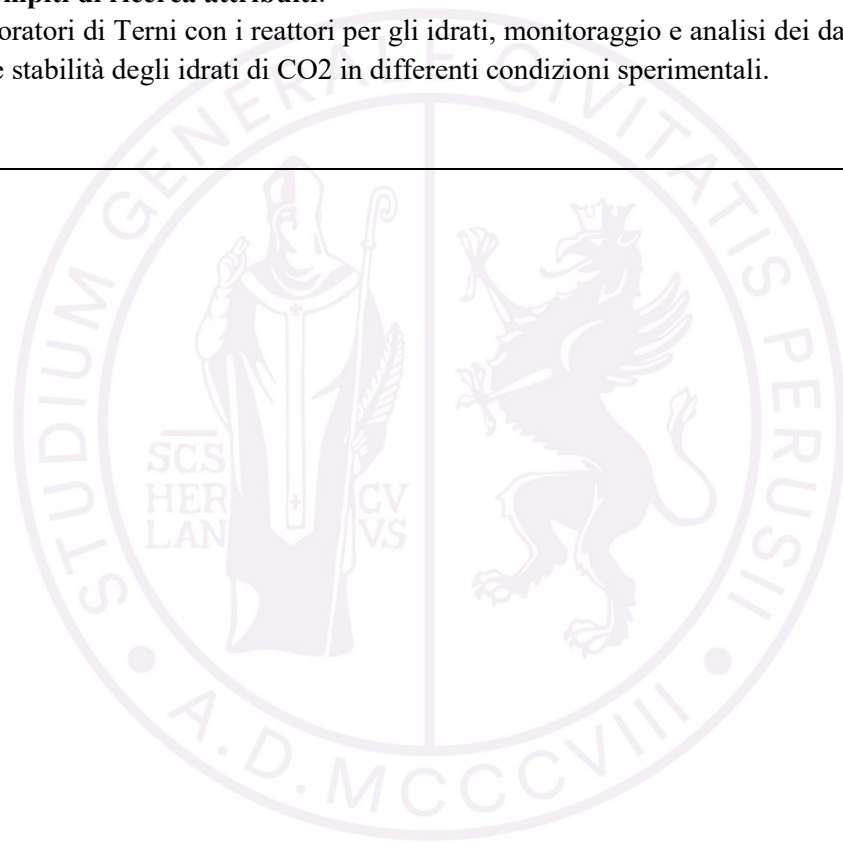 oratori di Terni con i reattori per gli idrati, monitoraggio e analisi dei
e stabilità degli idrati di CO2 in differenti condizioni sperimentali.
STUDIUM GENERALE CIVITATIS PERUSII
SCS
HER
LAN
CV
VS
A.D. MCCCVIII